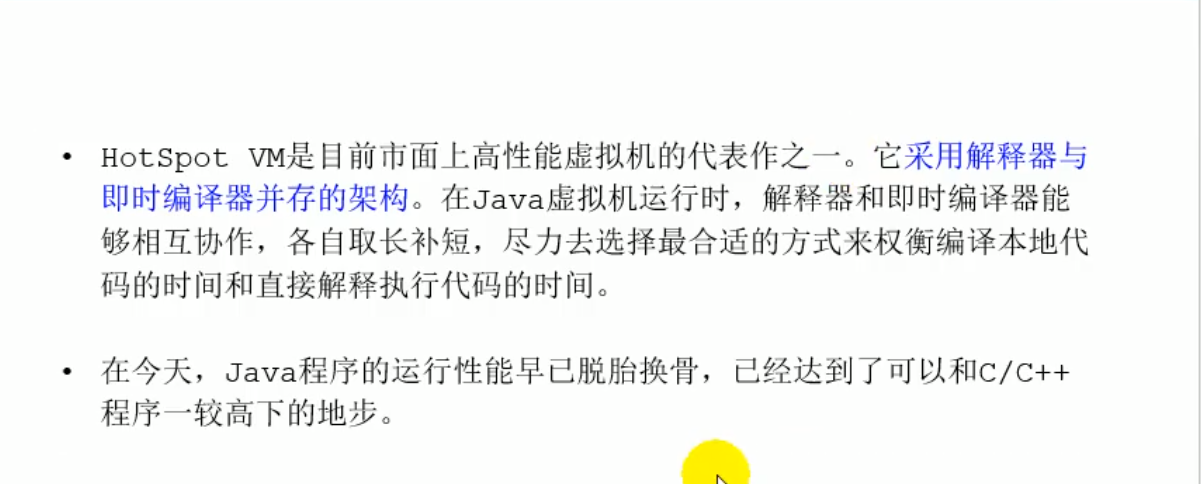 • HotSpot VM是目前市面上高性能虚拟机的代表作之一。它采用解释器与
即时编译器并存的架构。在Java虚拟机运行时，解释器和即时编译器能
够相互协作，各自取长补短，尽力去选择最合适的方式来权衡编译本地代
码的时间和直接解释执行代码的时间。
• 在今天，Java程序的运行性能早已脱胎换骨，已经达到了可以和C/C++
程序一较高下的地步。